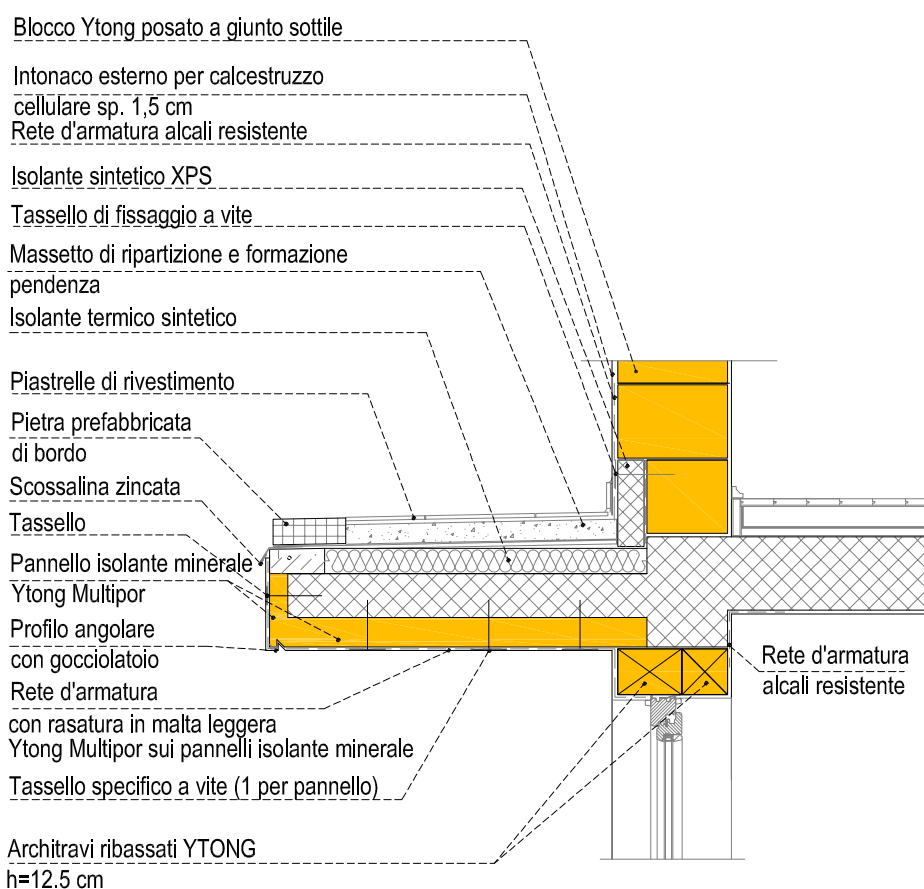 Blocco Ytong posato a giunto sottile
Intonaco esterno per calcestruzzo
cellulare sp. 1,5 cm
Rete d'armatura alcali resistente
Isolante sintetico XPS
Tassello di fissaggio a vite
Massetto di ripartizione e formazione
pendenza
Isolante termico sintetico
Piastrelle di rivestimento
Pietra prefabbricata
di bordo
Scossalina zincata
Tassello
Pannello isolante minerale
Ytong Multipor
Profilo angolare
con gocciolatoio
Rete d'armatura
con rasatura in malta leggera
Ytong Multipor sui pannelli isolante minerale
Tassello specifico a vite (1 per pannello)
Architravi ribassati YTONG
h=12.5 cm
Rete d'armatura
alcali resistente